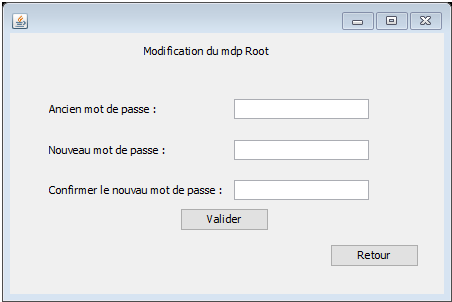 Modification du mdp Root
Ancien mot de passe :
Nouveau mot de passe :
Confirmer le nouvau mot de passe :
Valider
Retour